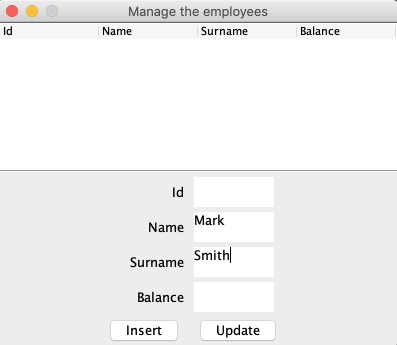 Manage the employees
Id Name Surname Balance
Id
Name Mark
Surname Smith
Balance
Insert Update